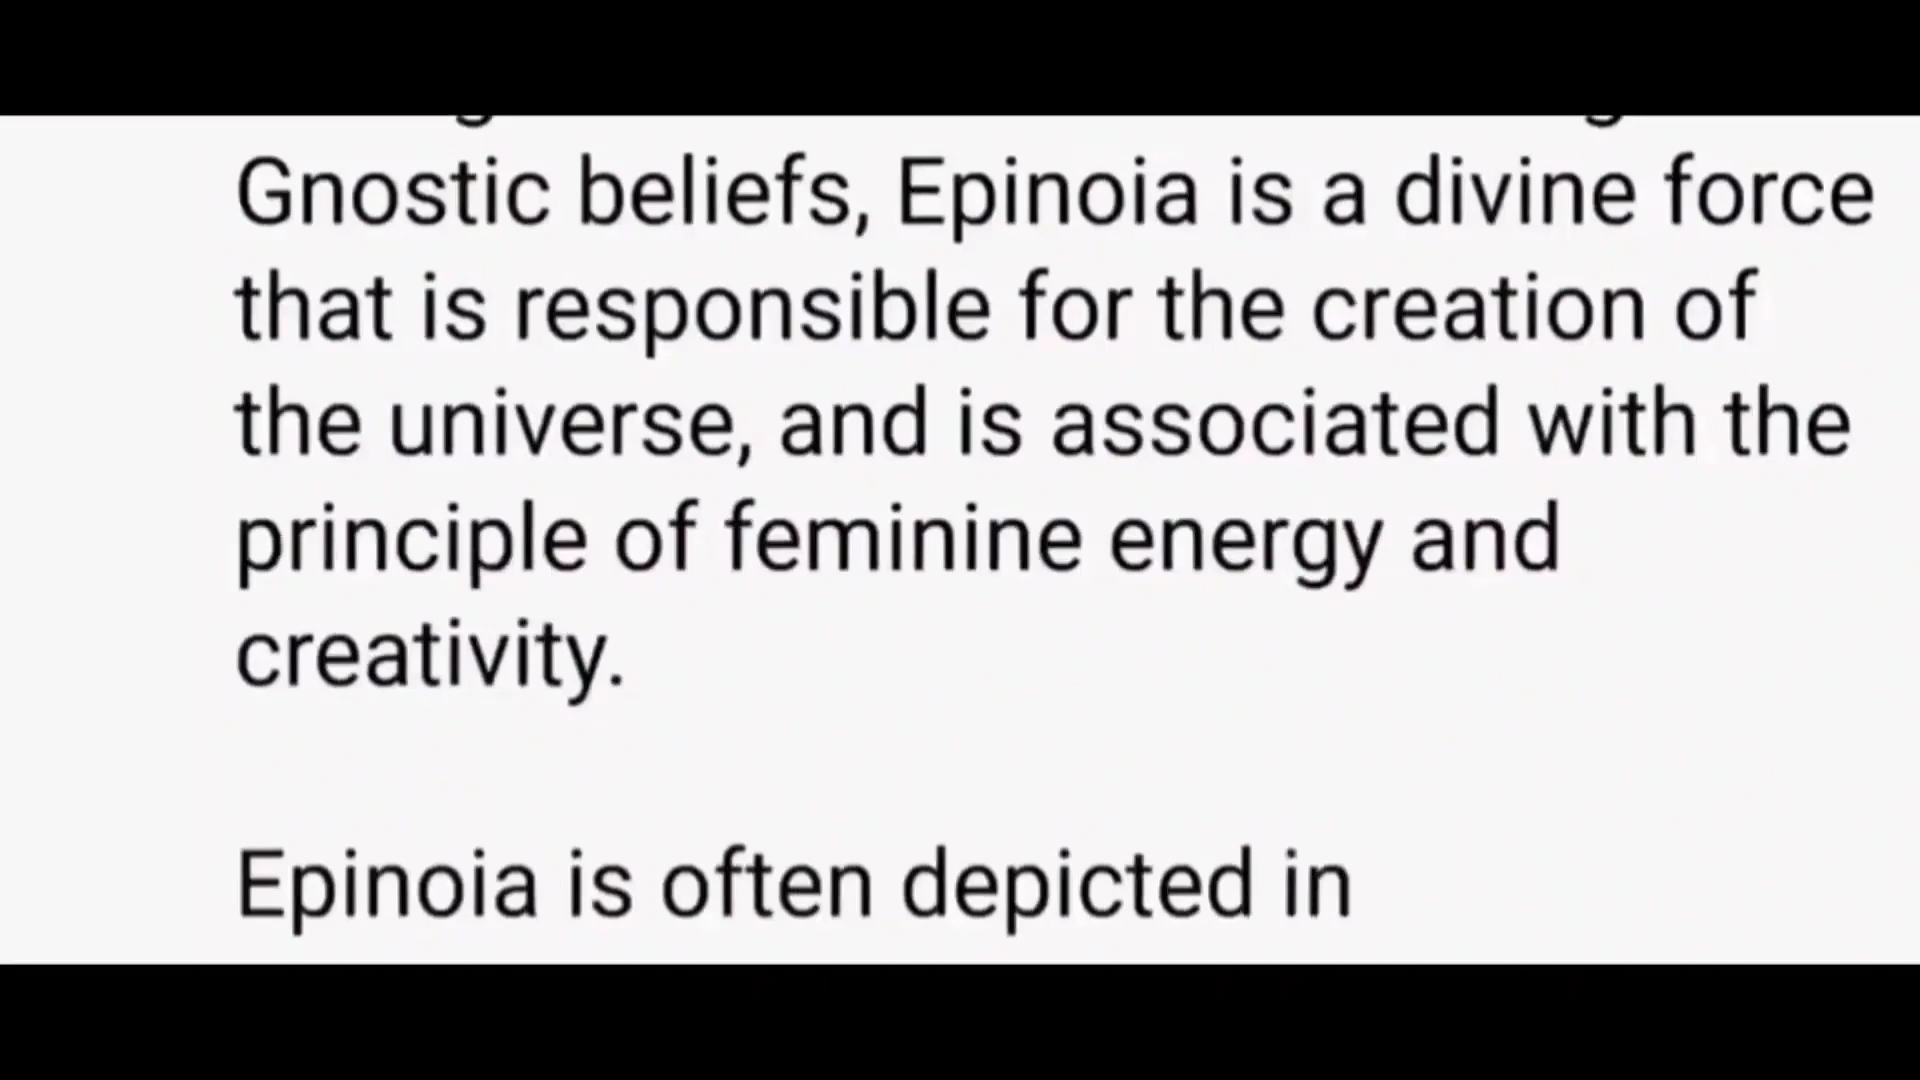 Gnostic beliefs, Epinoia is a divine force
that is responsible for the creation of
the universe, and is associated with the
principle of feminine energy and
creativity.
Epinoia is often depicted in